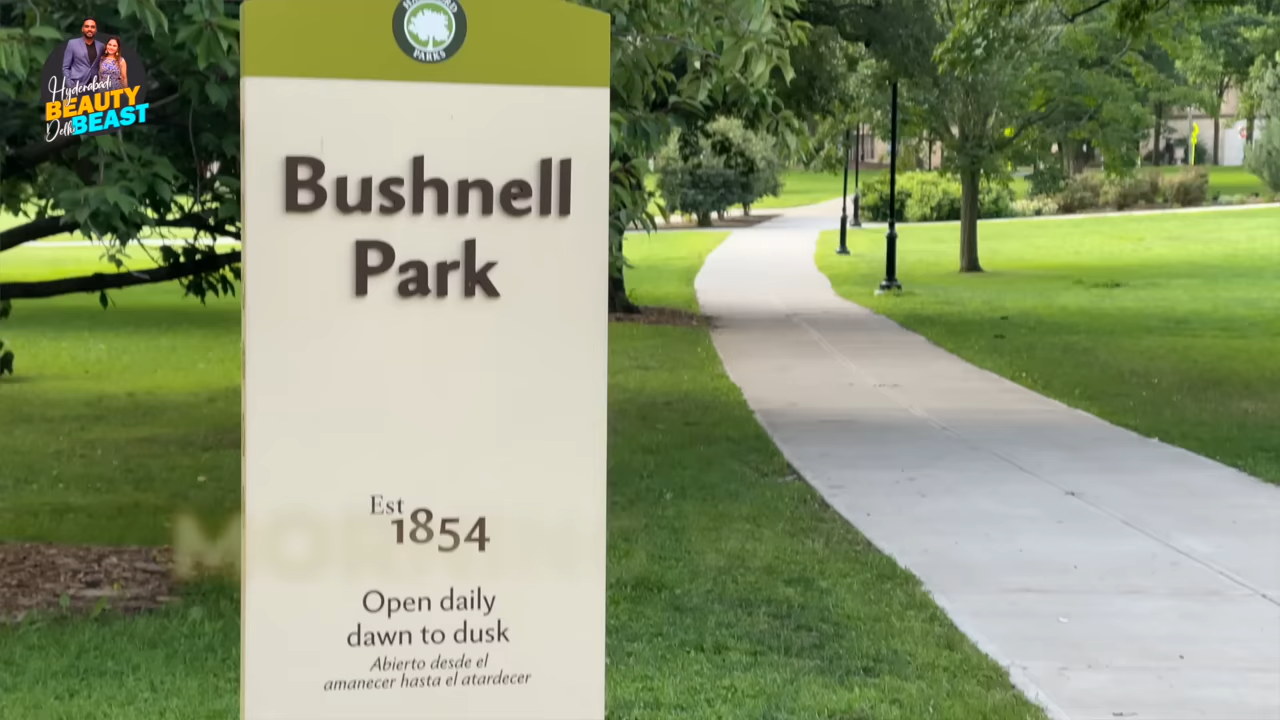 Hyderabadi
BEAUTY
Delhi BEAST
PARKS
Bushnell
Park
Est
1854
Open daily
dawn to dusk
Abierto desde el
amanecer hasta el atardecer